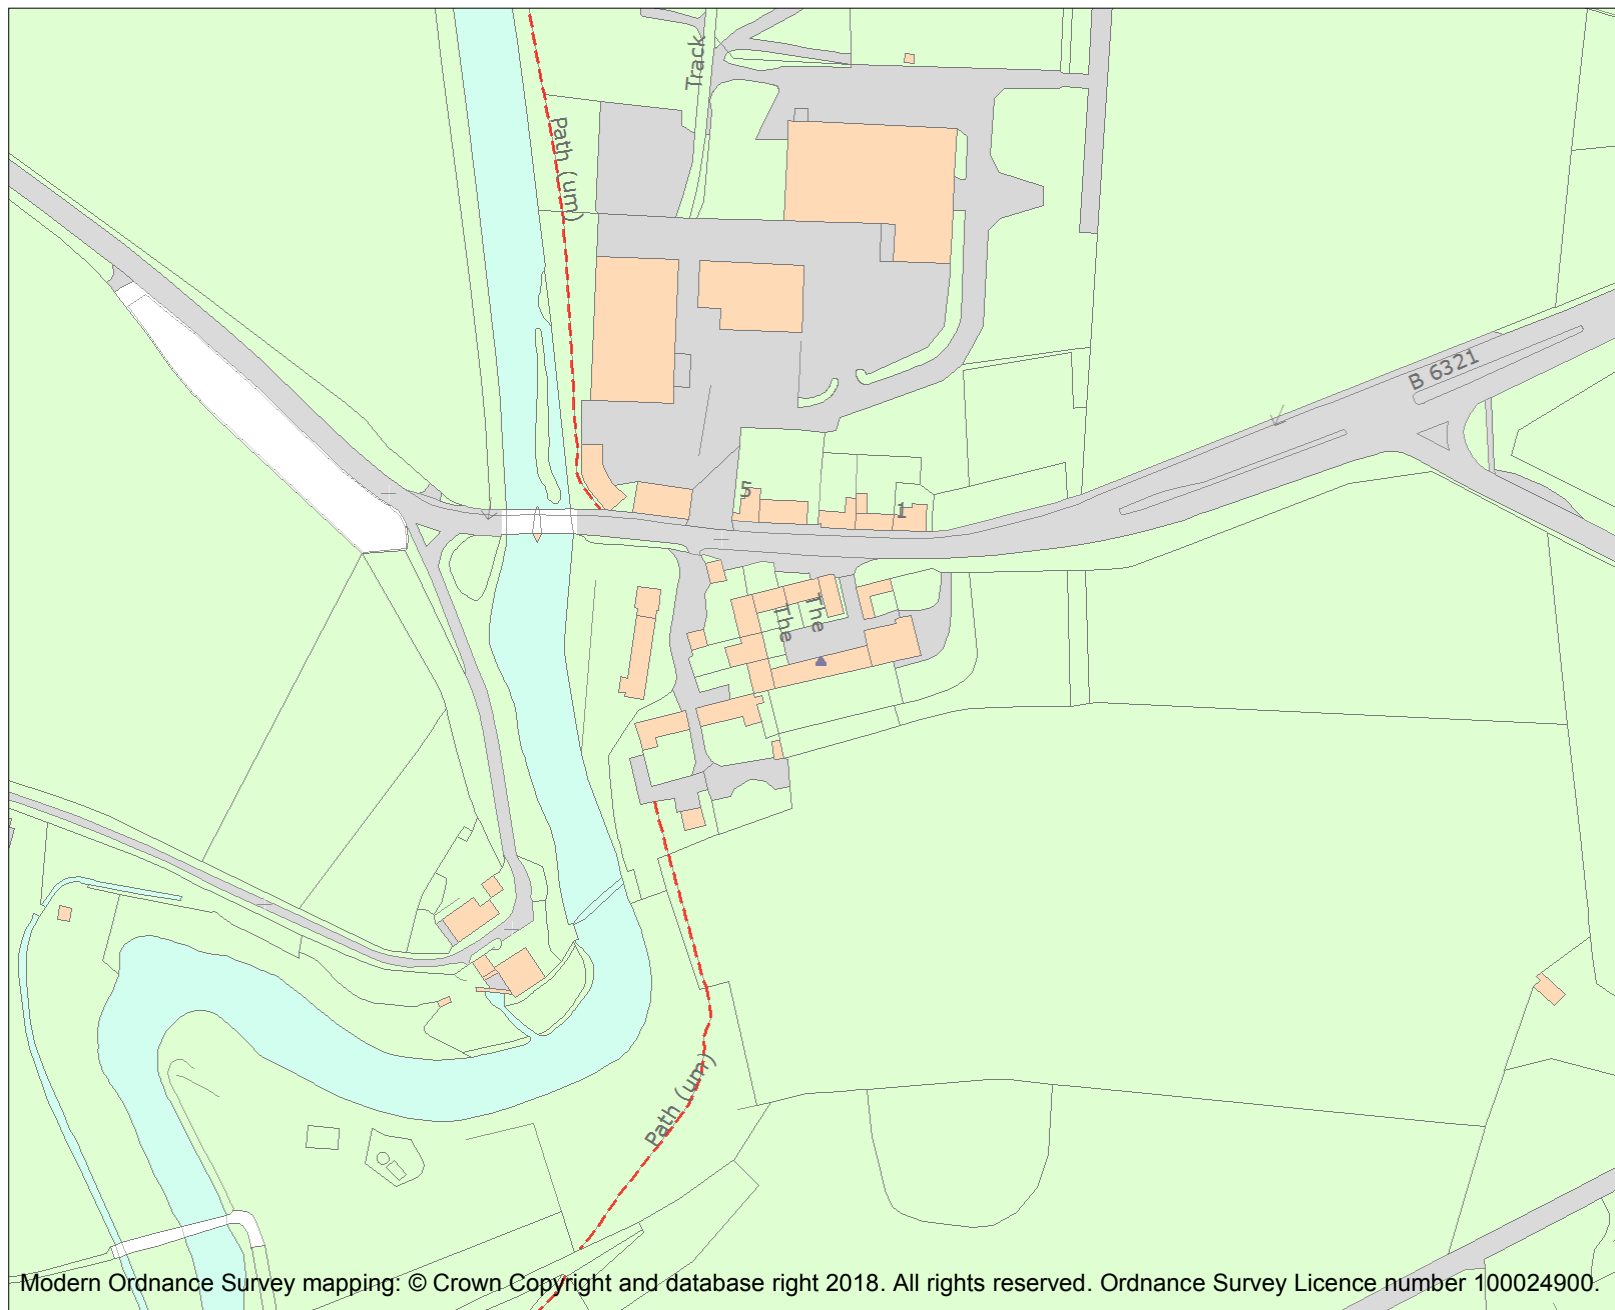 Track
Path (um)
B 6321
5
1
The
The
Path (um)
Modern Ordnance Survey mapping: © Crown Copyright and database right 2018. All rights reserved. Ordnance Survey Licence number 100024900.